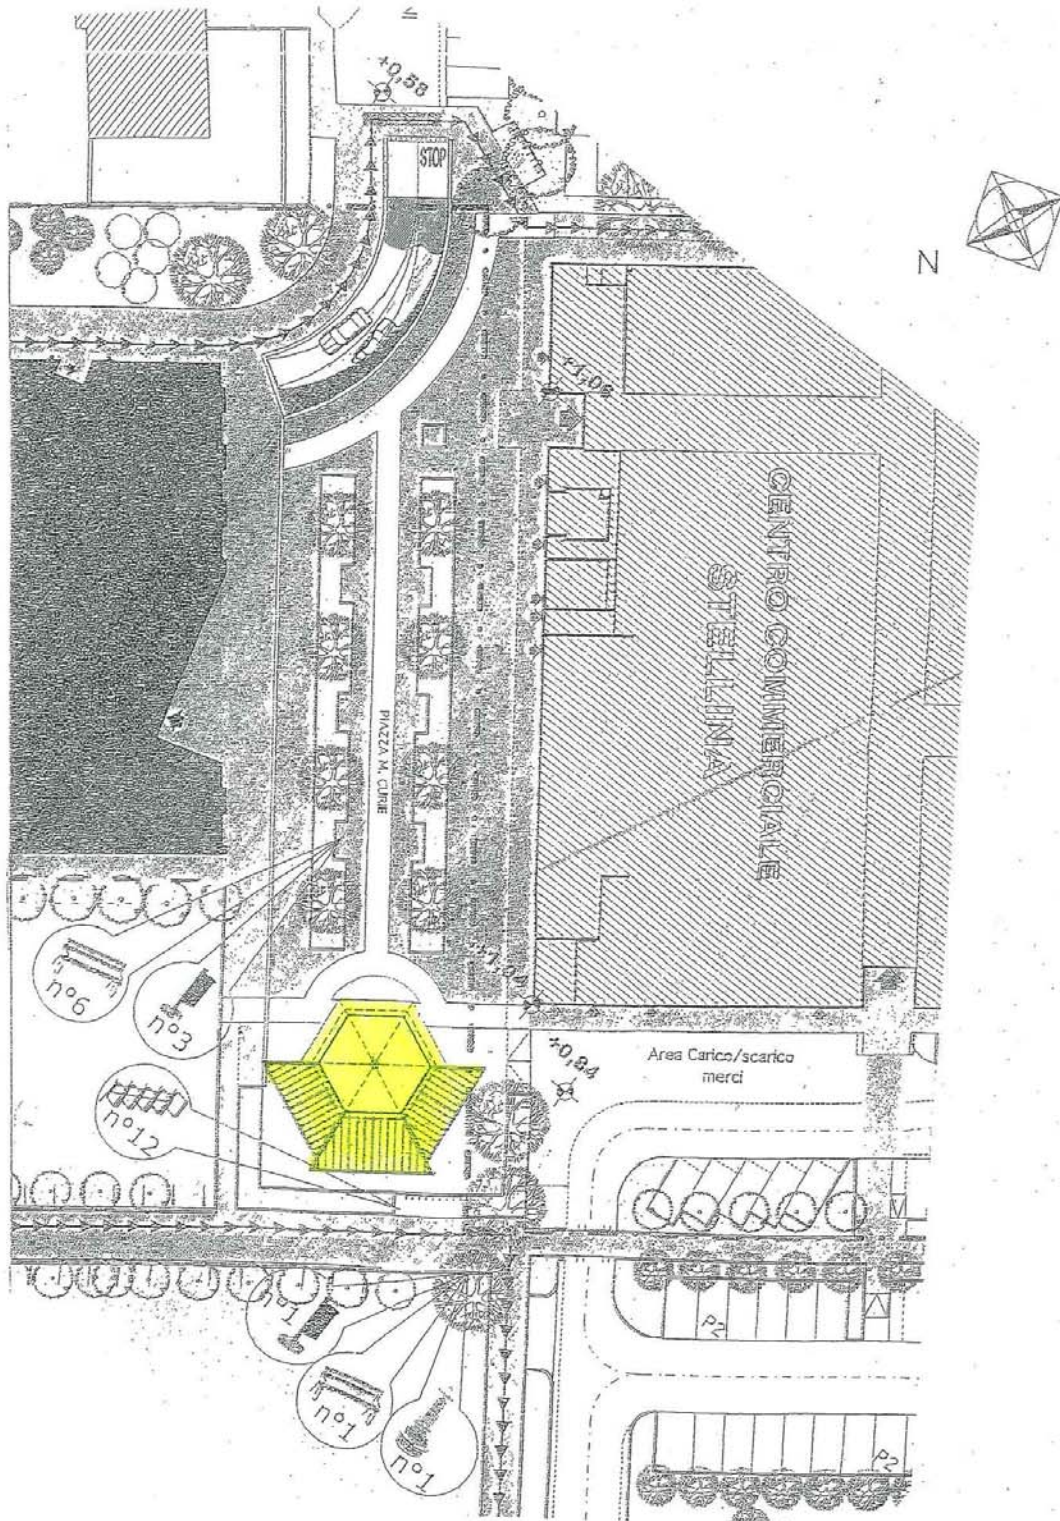 +0,58
STOP
N
+1,06
CENTRO COMMERCIALE
STELLINA
PIAZZA M. CURIE
n°6
n°3
+1,04
+0,84
Area Carico/scarico
merci
n°12
n°1
P2
n°1
n°1
P2